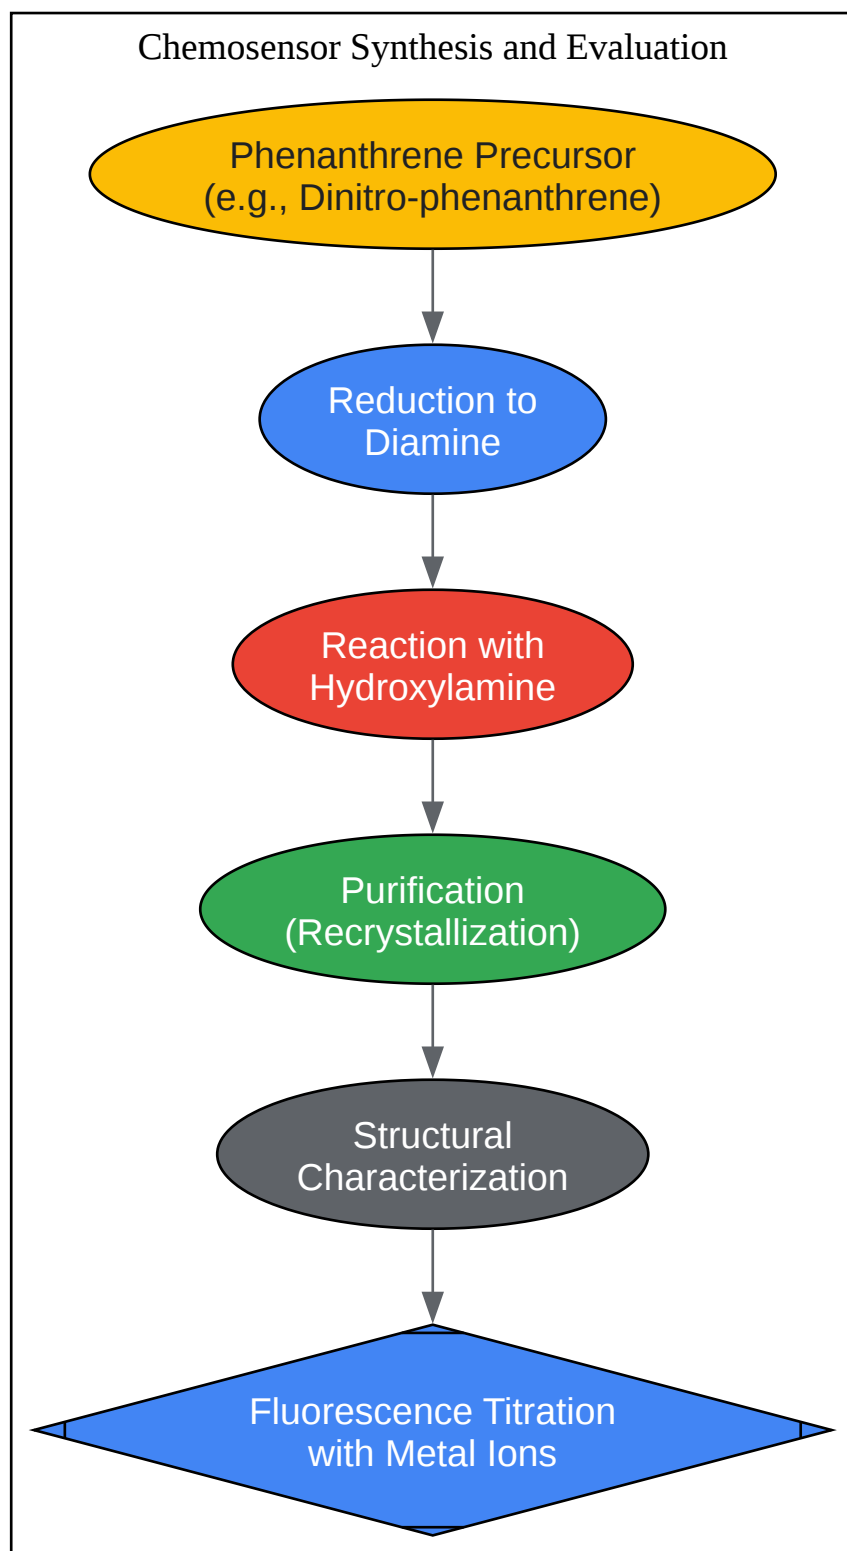 Chemosensor Synthesis and Evaluation
Phenanthrene Precursor
(e.g., Dinitro-phenanthrene)
Reduction to
Diamine
Reaction with
Hydroxylamine
Purification
(Recrystallization)
Structural
Characterization
Fluorescence Titration
with Metal Ions